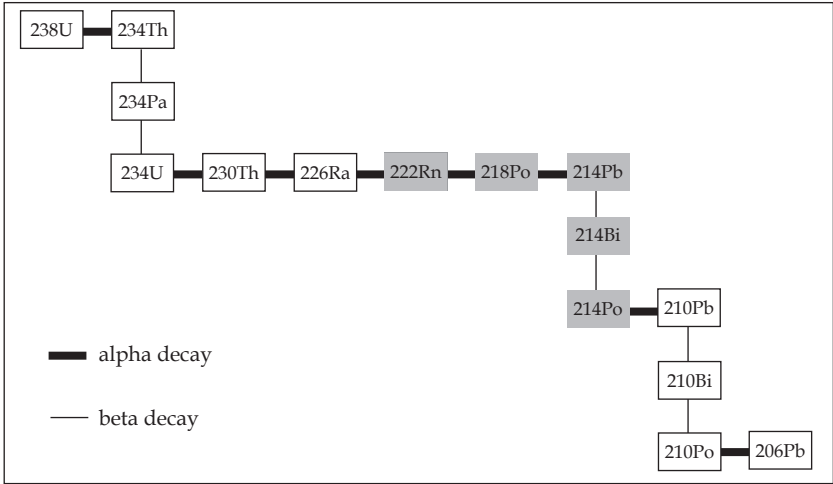 238U 234Th
234Pa
234U 230Th 226Ra 222Rn 218Po 214Pb
214Bi
214Po 210Pb
alpha decay
210Bi
beta decay
210Po 206Pb